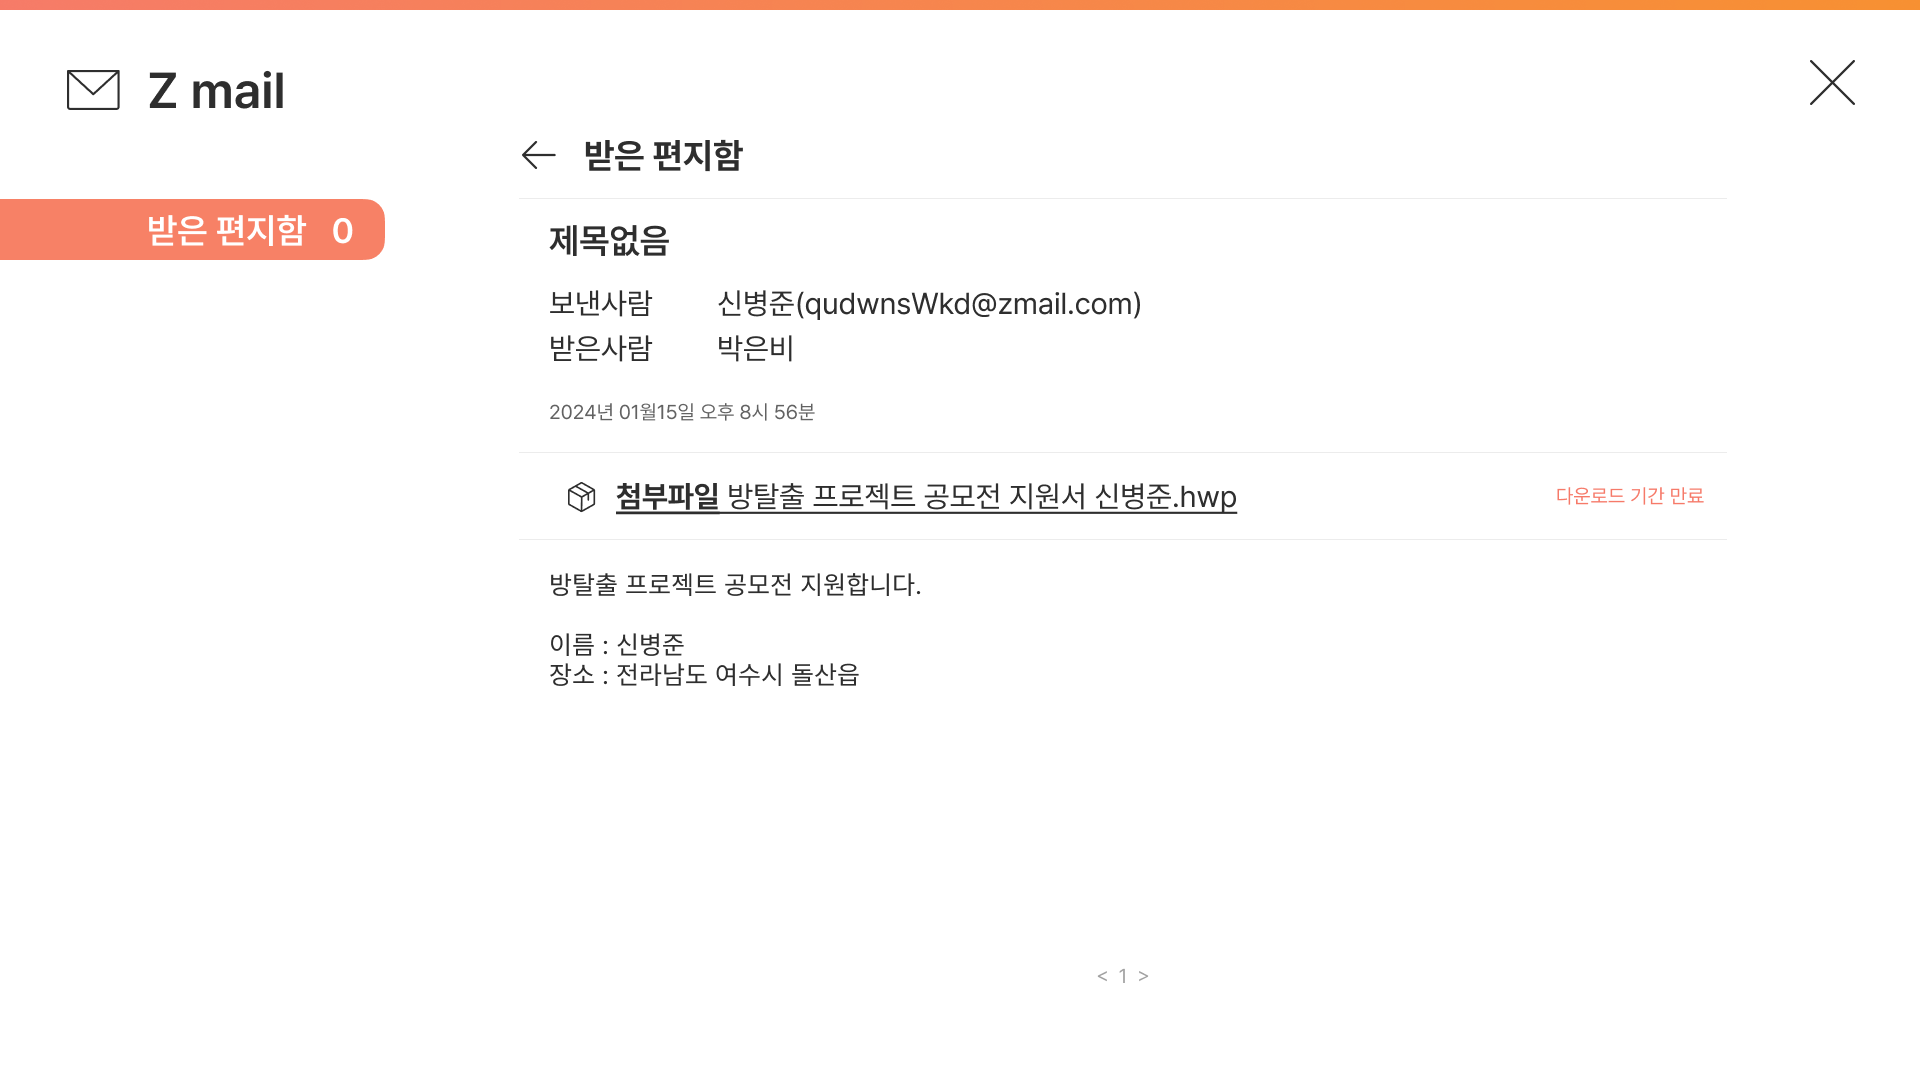 Z mail
받은 편지함
받은 편지함 0
제목없음
보낸사람 신병준(qudwnsWkd@zmail.com)
받은사람 박은비
2024년 01월15일 오후 8시 56분
첨부파일 방탈출 프로젝트 공모전 지원서 신병준.hwp 다운로드 기간 만료
방탈출 프로젝트 공모전 지원합니다.
이름 : 신병준
장소 : 전라남도 여수시 돌산읍
< 1 >